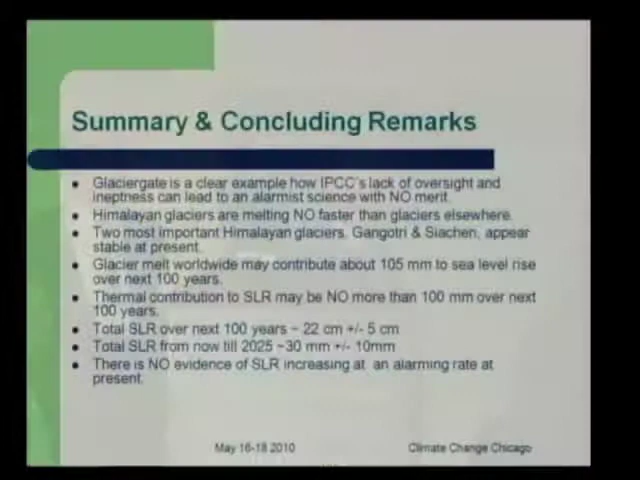 Summary & Concluding Remarks
Glaciergate is a clear example how IPCC's lack of oversight and
ineptness can lead to an alarmist science with NO merit.
Himalayan glaciers are melting NO faster than glaciers elsewhere.
Two most important Himalayan glaciers, Gangotri & Siachen, appear
stable at present.
Glacier melt worldwide may contribute about 105 mm to sea level rise
over next 100 years.
Thermal contribution to SLR may be NO more than 100 mm over next
100 years.
Total SLR over next 100 years ~ 22 cm +/- 5 cm
Total SLR from now till 2025 ~30 mm +/- 10mm
There is NO evidence of SLR increasing at an alarming rate at
present.
May 16-18 2010
Climate Change Chicago